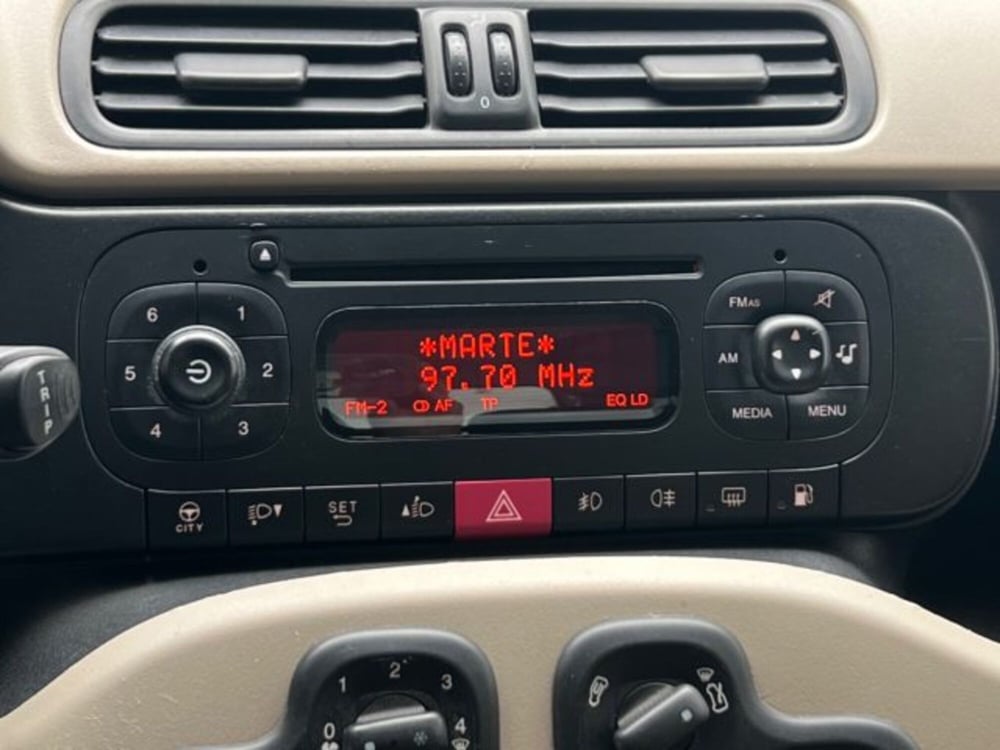 0
6 1
5 2
4 3
*MARTE*
97.70 MHz
FM-2 AF TP EQ LD
FMAS
AM
MEDIA MENU
TRIP
CITY
SET
0 1 2 3 4